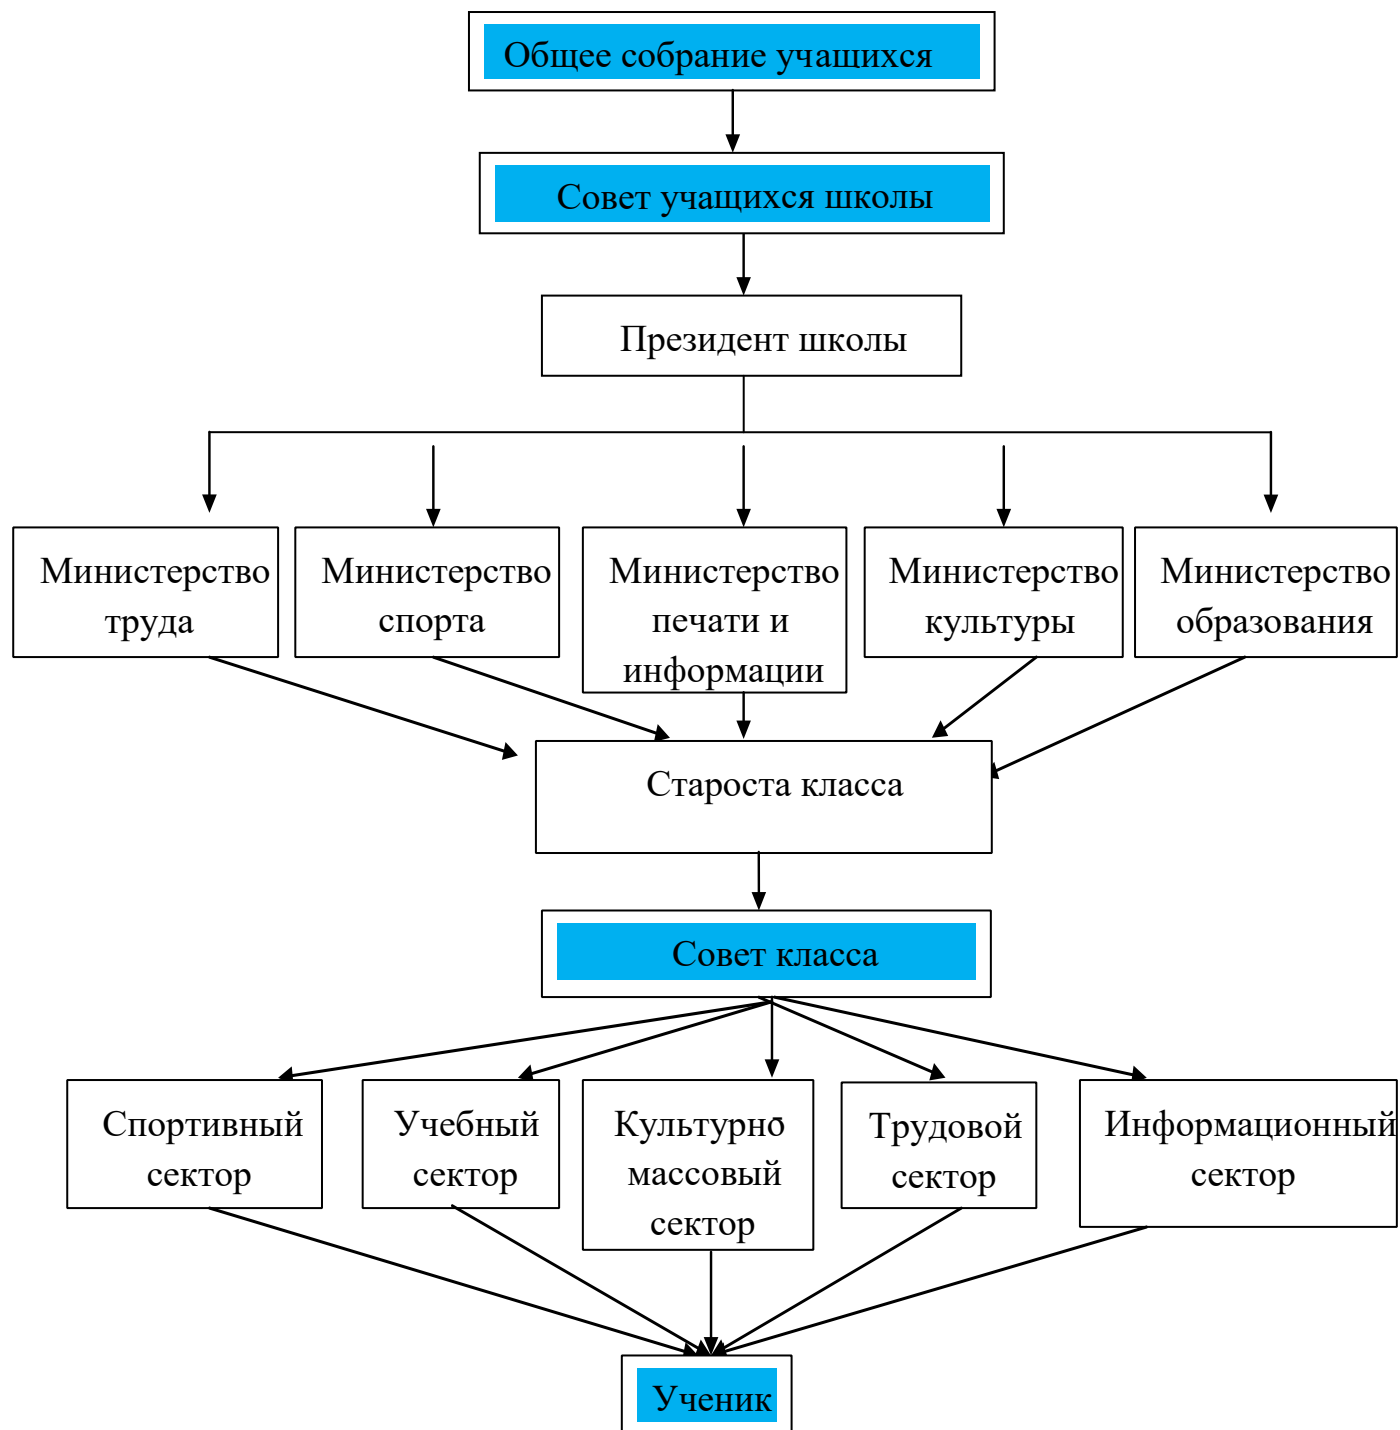 Общее собрание учащихся
Совет учащихся школы
Президент школы
Министерство
труда
Министерство
спорта
Министерство
печати и
информации
Министерство
культуры
Министерство
образования
Староста класса
Совет класса
Спортивный
сектор
Учебный
сектор
Культурно-
массовый
сектор
Трудовой
сектор
Информационный
сектор
Ученик